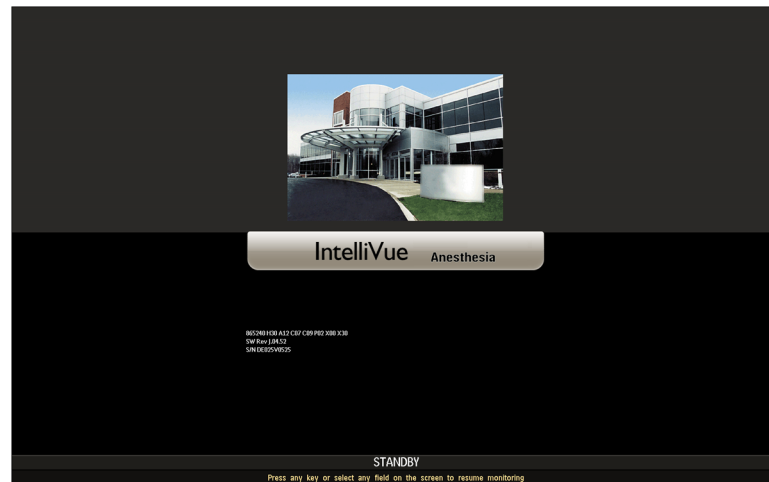 IntelliVue Anesthesia
865240 H30 A12 C07 C09 P02 X00 X30
SW Rev J.04.52
S/N DE025V0525
STANDBY
Press any key or select any field on the screen to resume monitoring